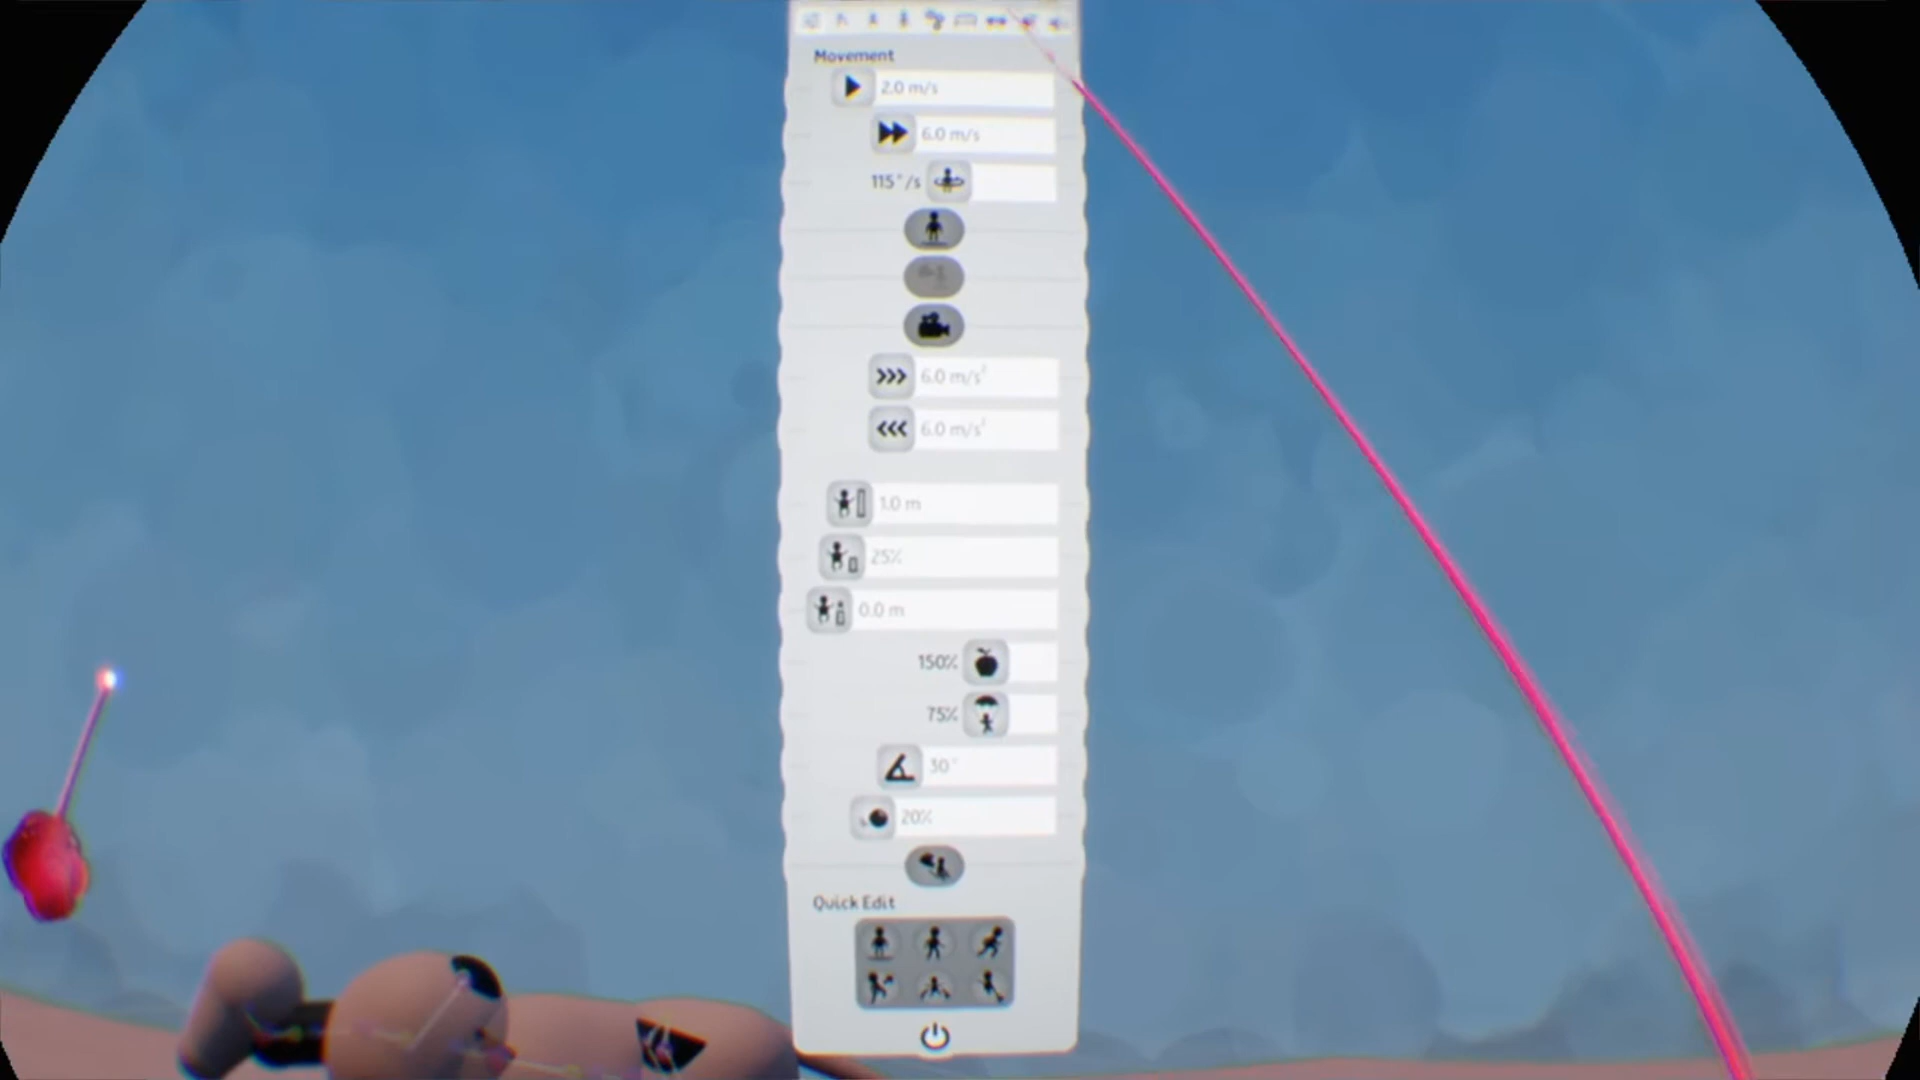 Movement
2.0 m/s
6.0 m/s
115°/s
6.0 m/s²
6.0 m/s²
1.0 m
25%
0.0 m
150%
75%
30°
20%
Quick Edit